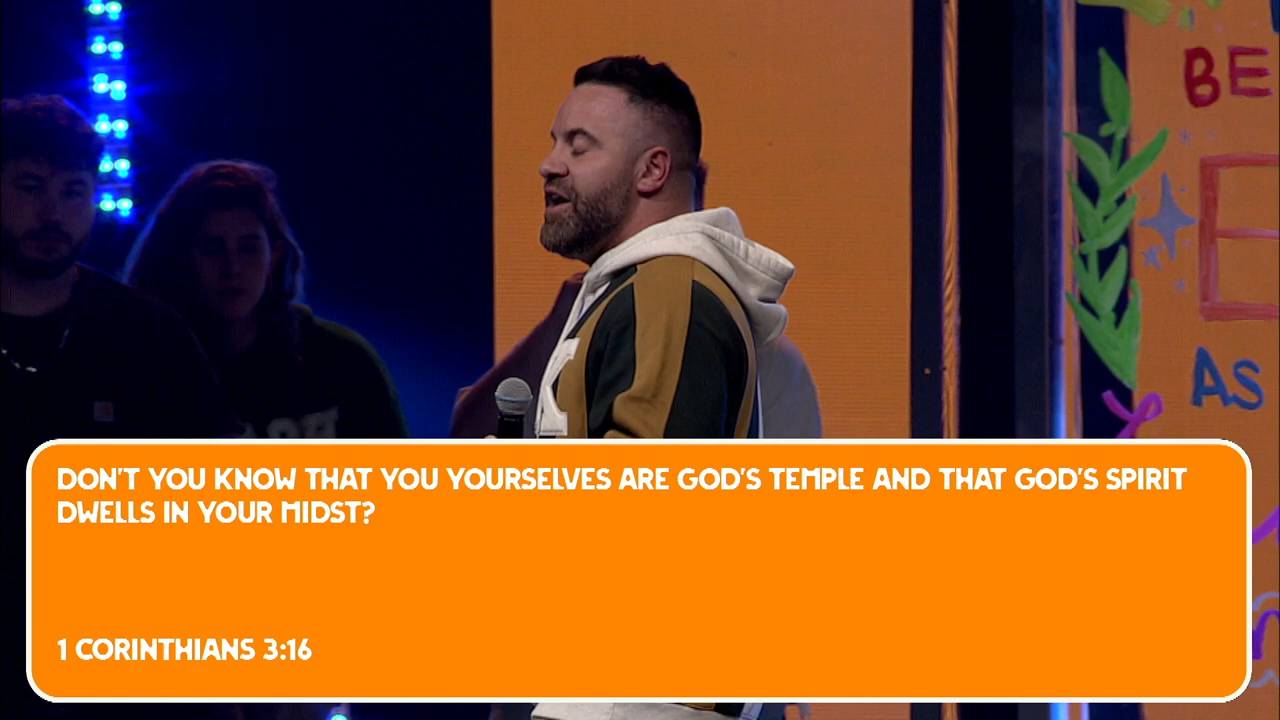 BE
E
AS
DON'T YOU KNOW THAT YOU YOURSELVES ARE GOD'S TEMPLE AND THAT GOD'S SPIRIT
DWELLS IN YOUR MIDST?
1 CORINTHIANS 3:16